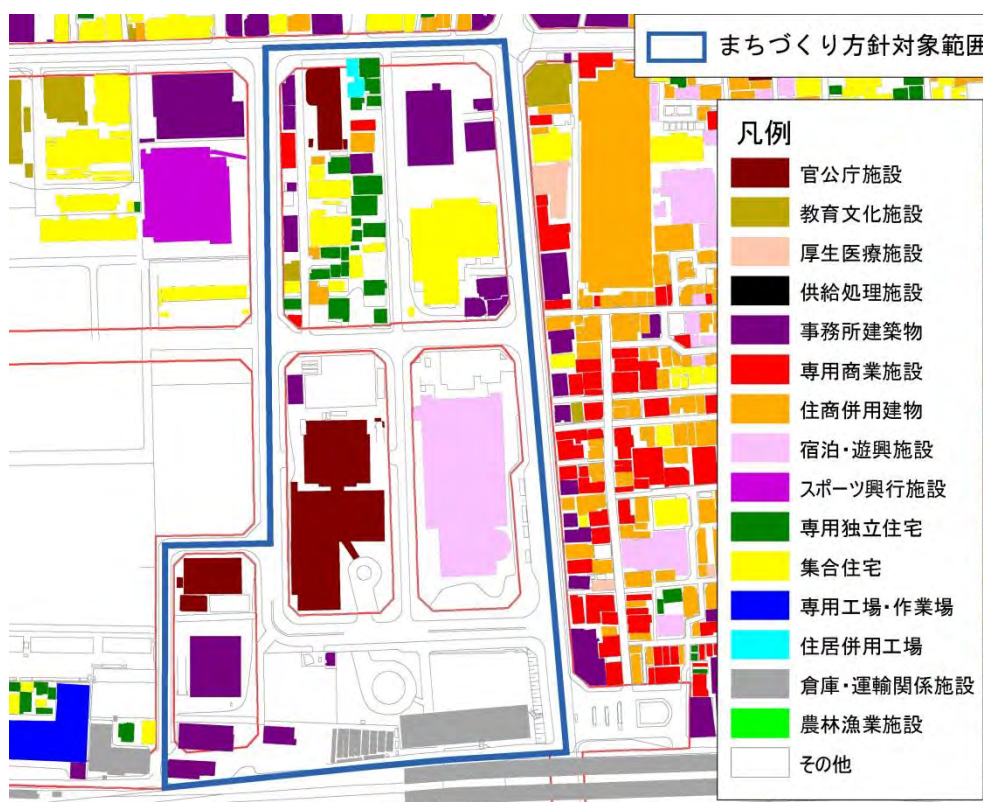 まちづくり方針対象範囲
凡例
官公庁施設
教育文化施設
厚生医療施設
供給処理施設
事務所建築物
専用商業施設
住商併用建物
宿泊・遊興施設
スポーツ興行施設
専用独立住宅
集合住宅
専用工場・作業場
住居併用工場
倉庫・運輸関係施設
農林漁業施設
その他